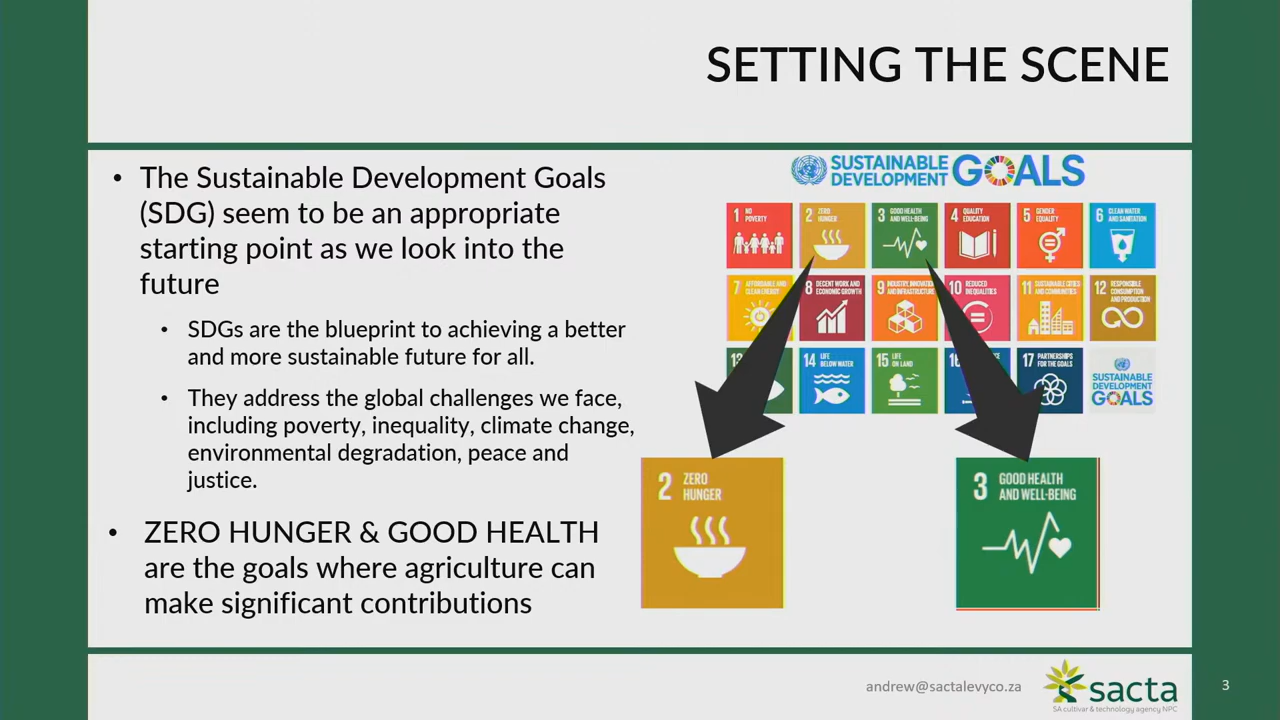 SETTING THE SCENE
• The Sustainable Development Goals
(SDG) seem to be an appropriate
starting point as we look into the
future
• SDGs are the blueprint to achieving a better
and more sustainable future for all.
• They address the global challenges we face,
including poverty, inequality, climate change,
environmental degradation, peace and
justice.
• ZERO HUNGER & GOOD HEALTH
are the goals where agriculture can
make significant contributions
SUSTAINABLE
DEVELOPMENT
GOALS
1 NO
POVERTY
2 ZERO
HUNGER
3 GOOD HEALTH
AND WELL-BEING
4 QUALITY
EDUCATION
5 GENDER
EQUALITY
6 CLEAN WATER
AND SANITATION
7 AFFORDABLE AND
CLEAN ENERGY
8 DECENT WORK AND
ECONOMIC GROWTH
9 INDUSTRY, INNOVATION
AND INFRASTRUCTURE
10 REDUCED
INEQUALITIES
11 SUSTAINABLE CITIES
AND COMMUNITIES
12 RESPONSIBLE
CONSUMPTION
AND PRODUCTION
13
14 LIFE
BELOW WATER
15 LIFE
ON LAND
16
17 PARTNERSHIPS
FOR THE GOALS
SUSTAINABLE
DEVELOPMENT
GOALS
2 ZERO
HUNGER
3 GOOD HEALTH
AND WELL-BEING
andrew@sactalevyco.za
sacta
SA cultivar & technology agency NPC
3